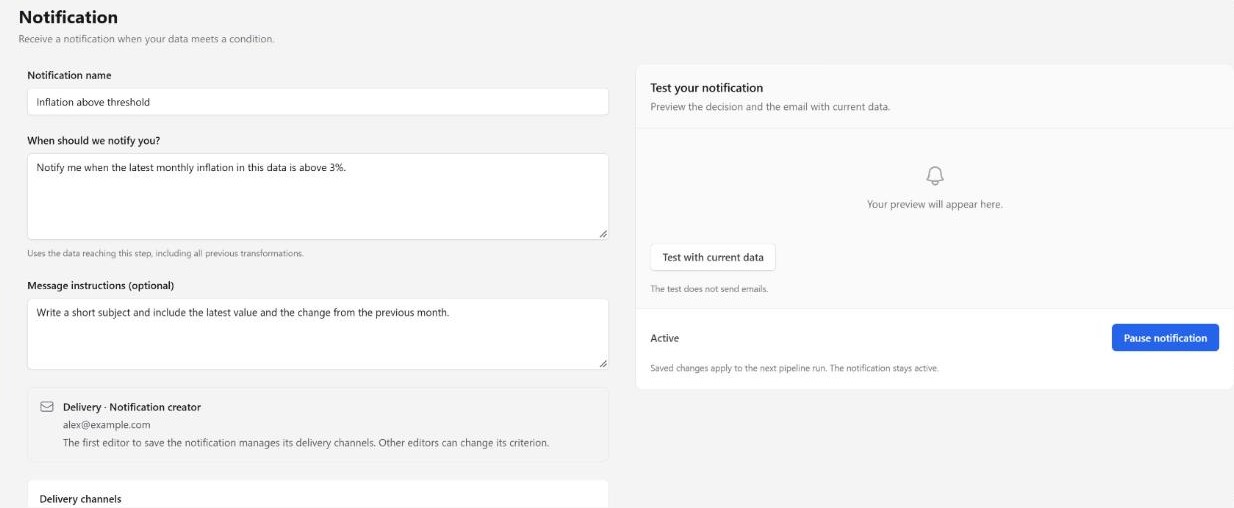 Notification
Receive a notification when your data meets a condition.
Notification name
Inflation above threshold
When should we notify you?
Notify me when the latest monthly inflation in this data is above 3%.
Uses the data reaching this step, including all previous transformations.
Message instructions (optional)
Write a short subject and include the latest value and the change from the previous month.
Delivery · Notification creator
alex@example.com
The first editor to save the notification manages its delivery channels. Other editors can change its criterion.
Delivery channels
Test your notification
Preview the decision and the email with current data.
Your preview will appear here.
Test with current data
The test does not send emails.
Active
Pause notification
Saved changes apply to the next pipeline run. The notification stays active.